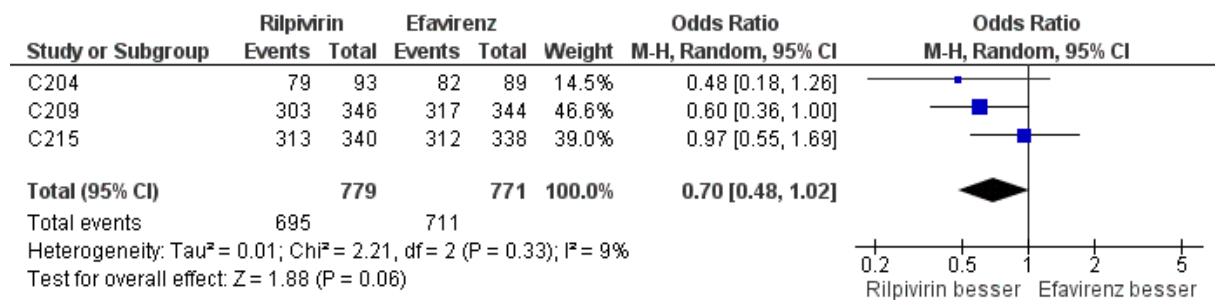 Rilpivirin Efavirenz Odds Ratio Odds Ratio
Study or Subgroup Events Total Events Total Weight M-H, Random, 95% CI M-H, Random, 95% CI
C204 79 93 82 89 14.5% 0.48 [0.18, 1.26]
C209 303 346 317 344 46.6% 0.60 [0.36, 1.00]
C215 313 340 312 338 39.0% 0.97 [0.55, 1.69]
Total (95% CI) 779 771 100.0% 0.70 [0.48, 1.02]
Total events 695 711
Heterogeneity: Tau² = 0.01; Chi² = 2.21, df = 2 (P = 0.33); I² = 9%
Test for overall effect: Z = 1.88 (P = 0.06)
0.2 0.5 1 2 5
Rilpivirin besser Efavirenz besser